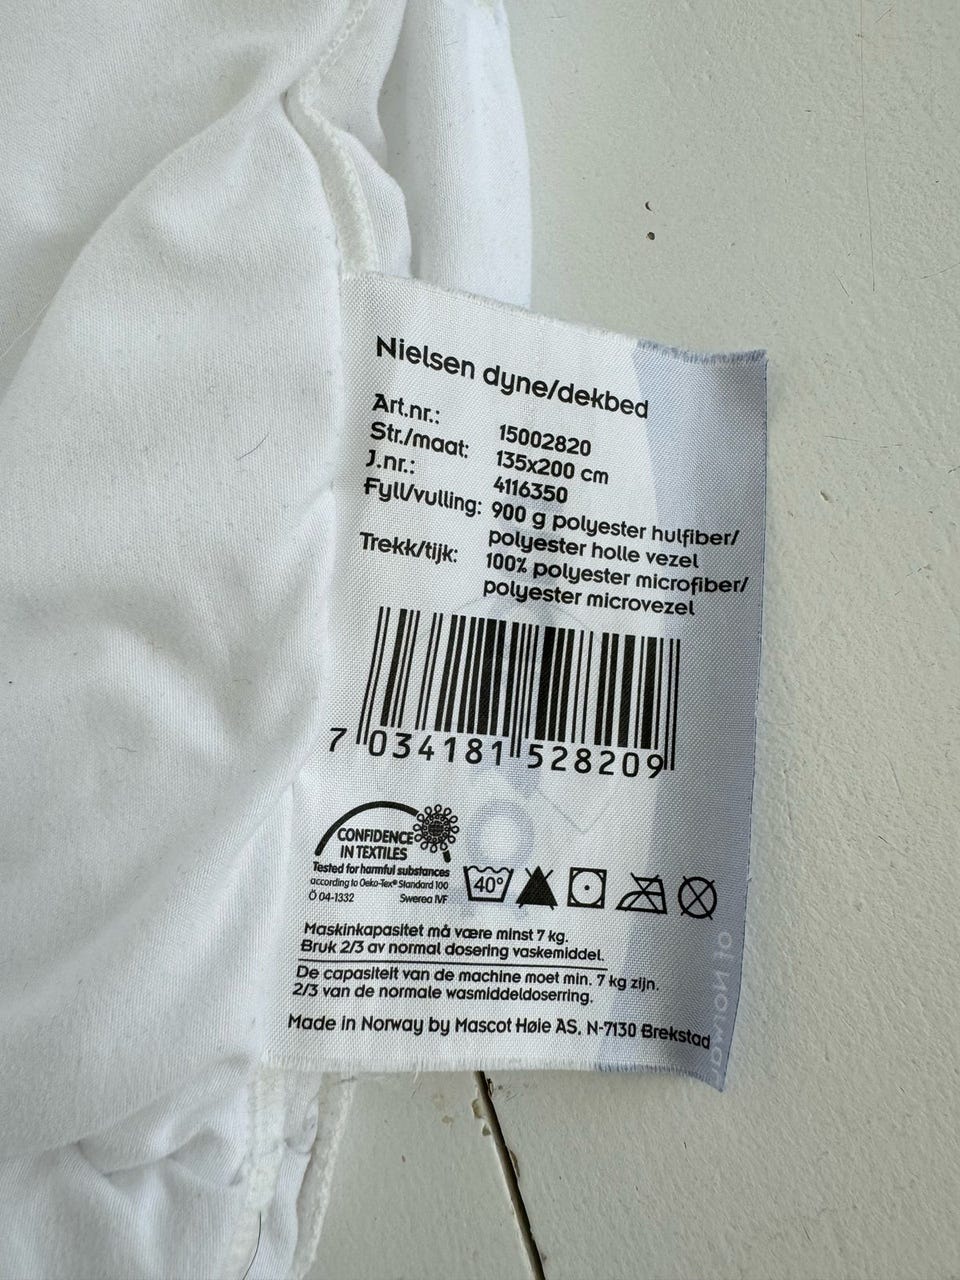 Nielsen dyne/dekbed
Art.nr.: 15002820
Str./maat: 135x200 cm
J.nr.: 4116350
Fyll/vulling: 900 g polyester hulfiber/
polyester holle vezel
Trekk/tijk: 100% polyester microfiber/
polyester microvezel
7 034181 528209
CONFIDENCE
IN TEXTILES
Tested for harmful substances
according to Oeko-Tex® Standard 100
Ö 04-1332 Swerea IVF
40°
Maskinkapasitet må være minst 7 kg.
Bruk 2/3 av normal dosering vaskemiddel.
De capasiteit van de machine moet min. 7 kg zijn.
2/3 van de normale wasmiddeldoserring.
Made in Norway by Mascot Høie AS, N-7130 Brekstad